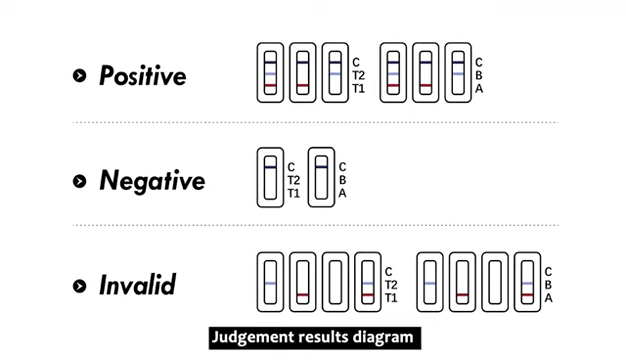 Positive
C
T2
T1
C
B
A
Negative
C
T2
T1
C
B
A
Invalid
C
T2
T1
C
B
A
Judgement results diagram